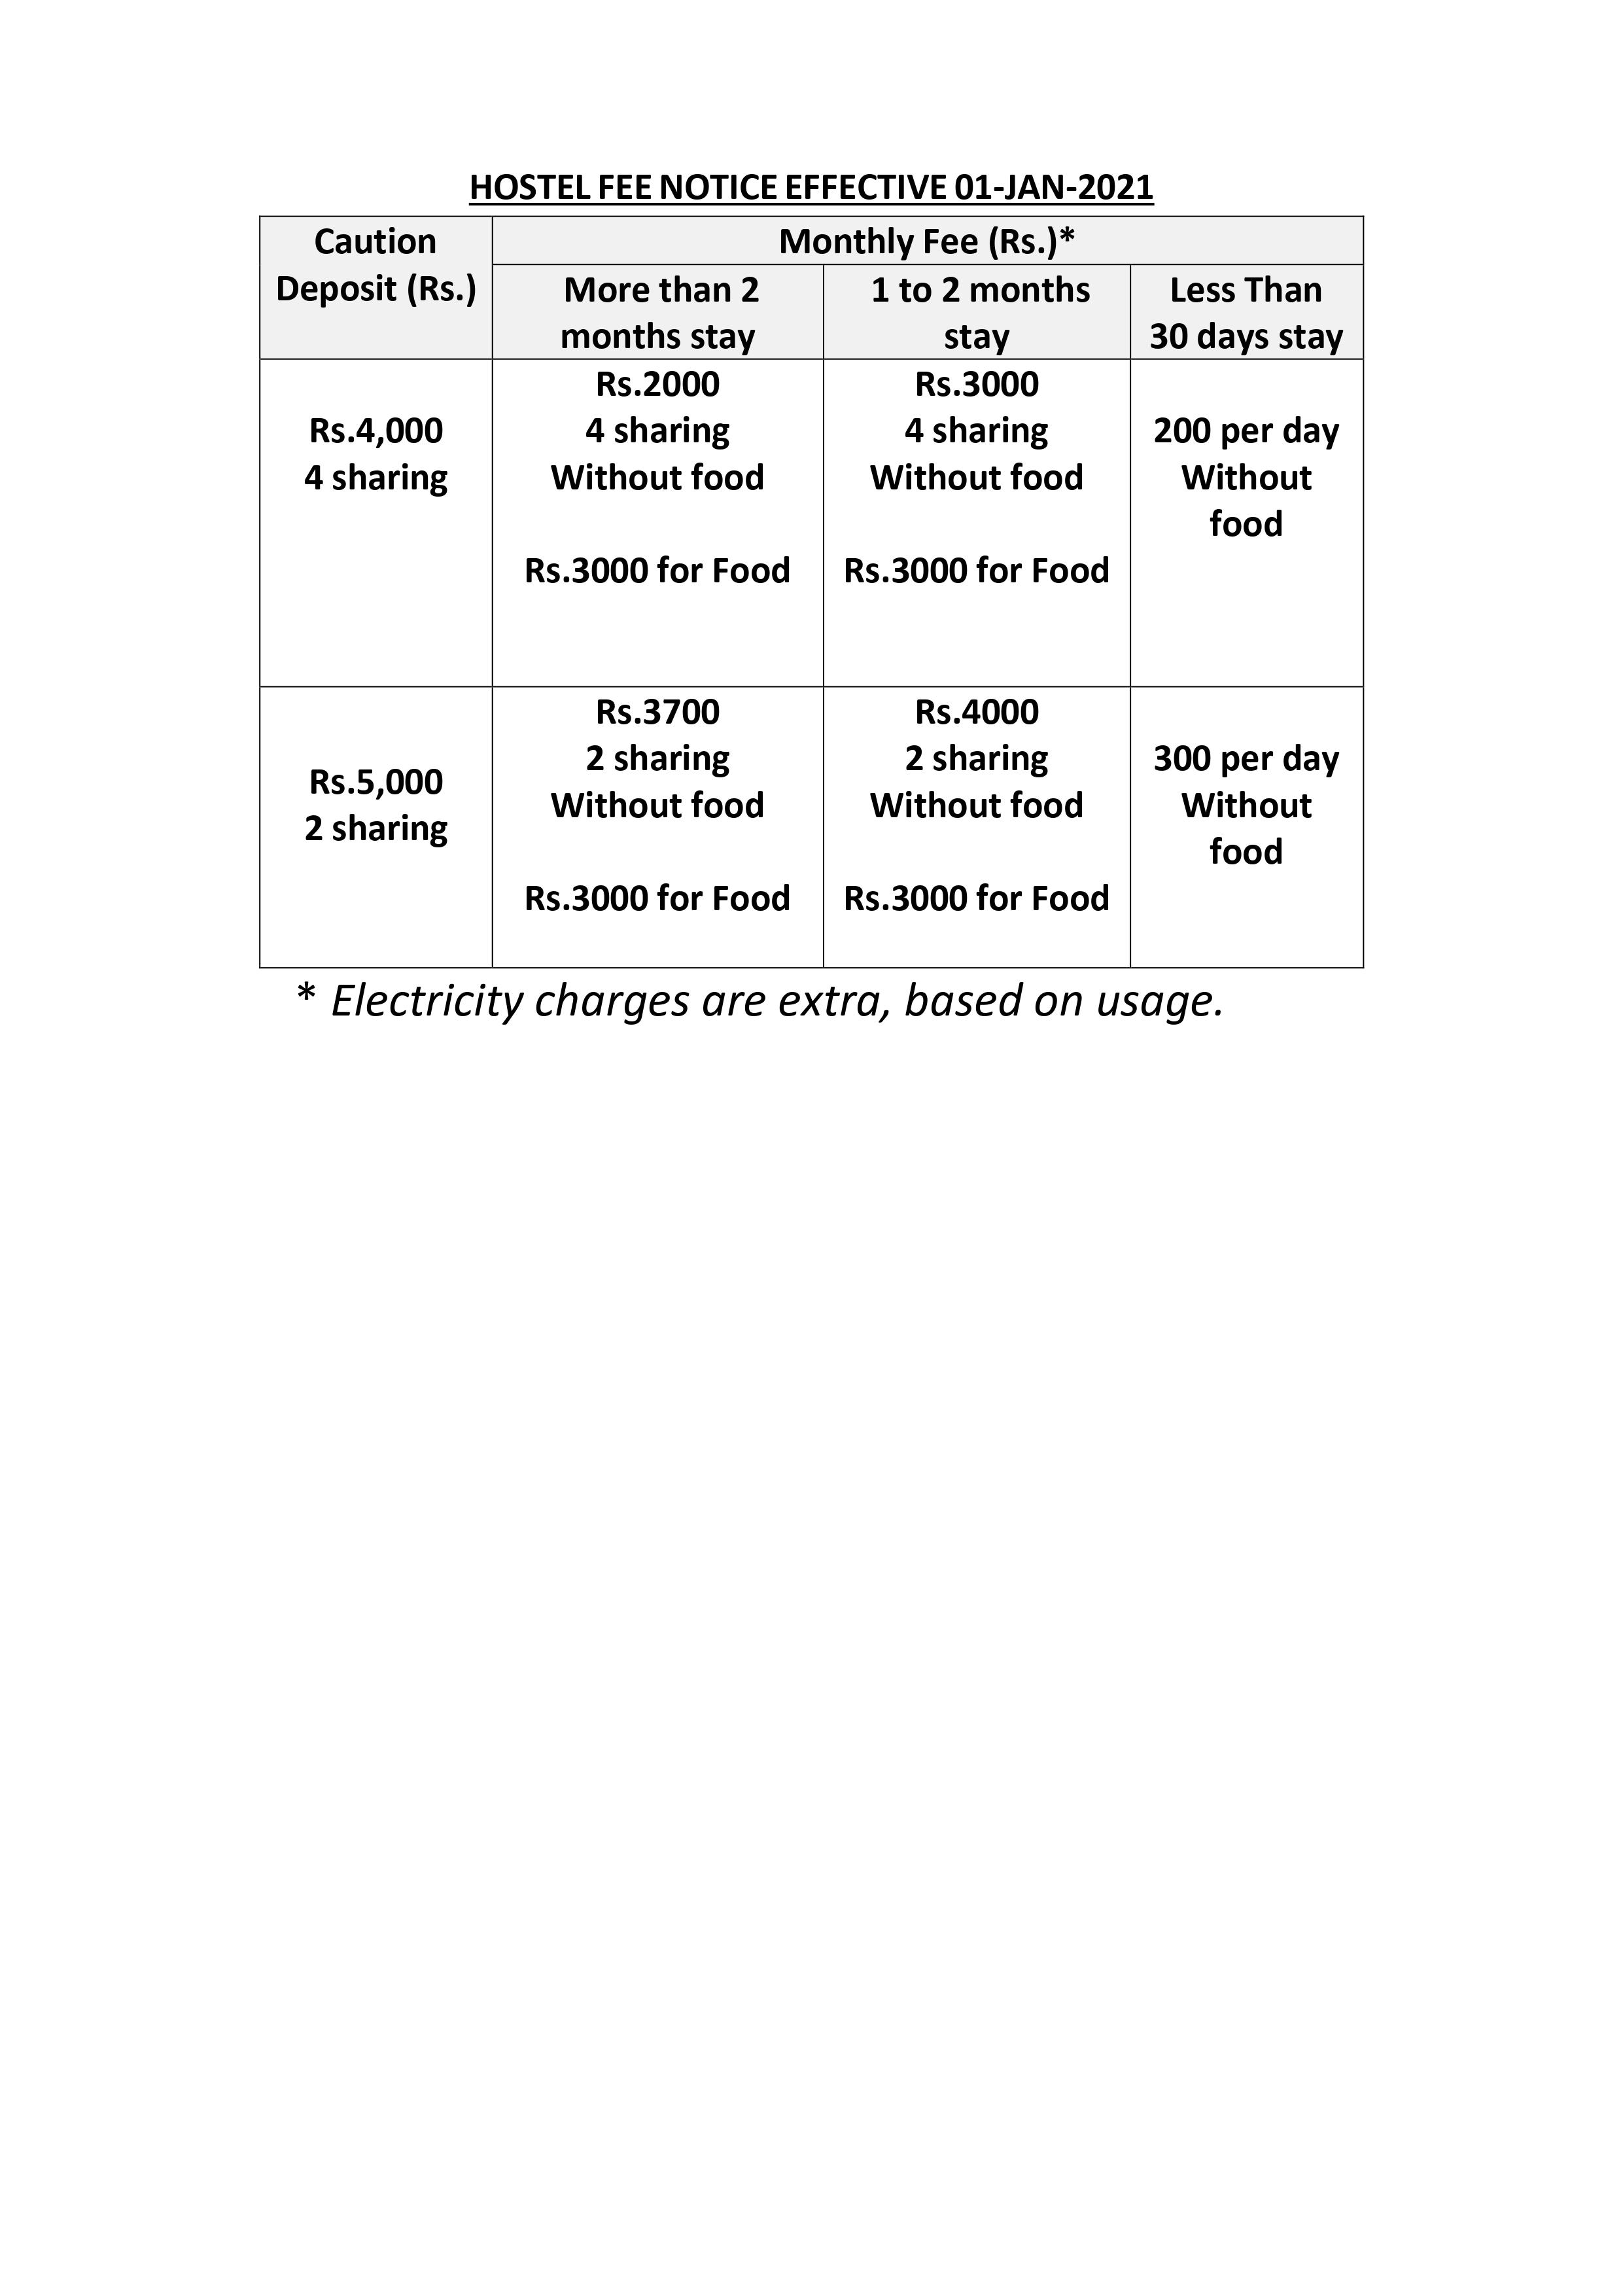 HOSTEL FEE NOTICE EFFECTIVE 01-JAN-2021
Caution
Deposit (Rs.)
Monthly Fee (Rs.)*
More than 2
months stay
1 to 2 months
stay
Less Than
30 days stay
Rs.4,000
4 sharing
Rs.2000
4 sharing
Without food
Rs.3000 for Food
Rs.3000
4 sharing
Without food
Rs.3000 for Food
200 per day
Without
food
Rs.5,000
2 sharing
Rs.3700
2 sharing
Without food
Rs.3000 for Food
Rs.4000
2 sharing
Without food
Rs.3000 for Food
300 per day
Without
food
* Electricity charges are extra, based on usage.